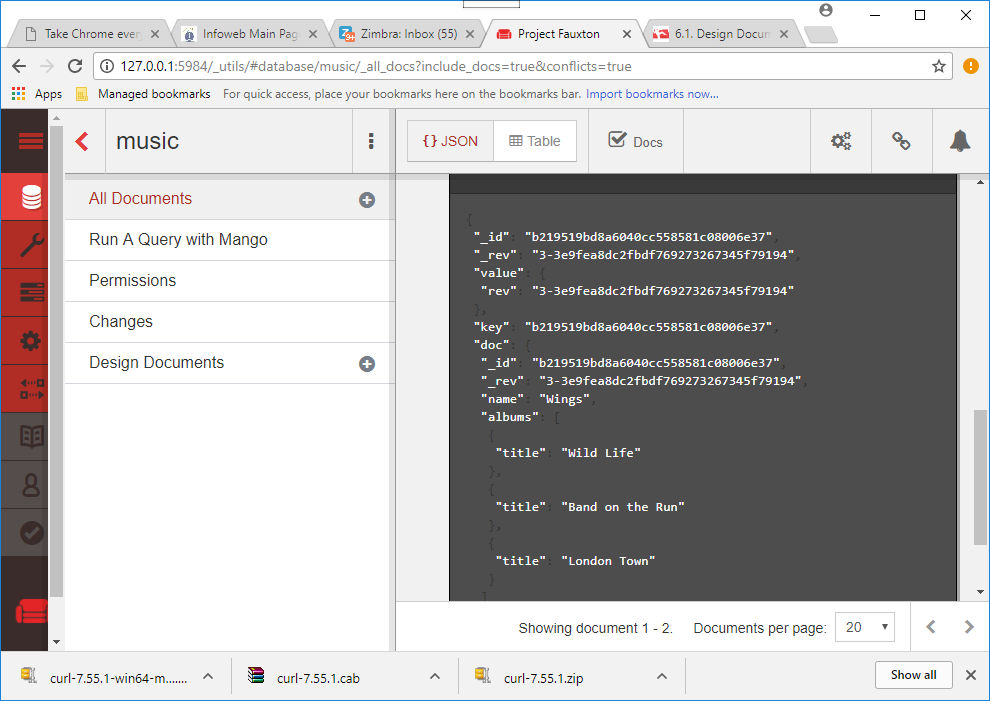 Take Chrome every
Infoweb Main Pag
Zimbra: Inbox (55)
Project Fauxton
6.1. Design Docum
127.0.0.1:5984/_utils/#database/music/_all_docs?include_docs=true&conflicts=true
Apps
Managed bookmarks
For quick access, place your bookmarks here on the bookmarks bar. Import bookmarks now...
music
{} JSON
Table
Docs
All Documents
Run A Query with Mango
Permissions
Changes
Design Documents
{
"_id": "b219519bd8a6040cc558581c08006e37",
"_rev": "3-3e9fea8dc2fbdf769273267345f79194",
"value": {
"rev": "3-3e9fea8dc2fbdf769273267345f79194"
},
"key": "b219519bd8a6040cc558581c08006e37",
"doc": {
"_id": "b219519bd8a6040cc558581c08006e37",
"_rev": "3-3e9fea8dc2fbdf769273267345f79194",
"name": "Wings",
"albums": [
{
"title": "Wild Life"
},
{
"title": "Band on the Run"
},
{
"title": "London Town"
}
]
Showing document 1 - 2.
Documents per page:
20
curl-7.55.1-win64-m.......
curl-7.55.1.cab
curl-7.55.1.zip
Show all